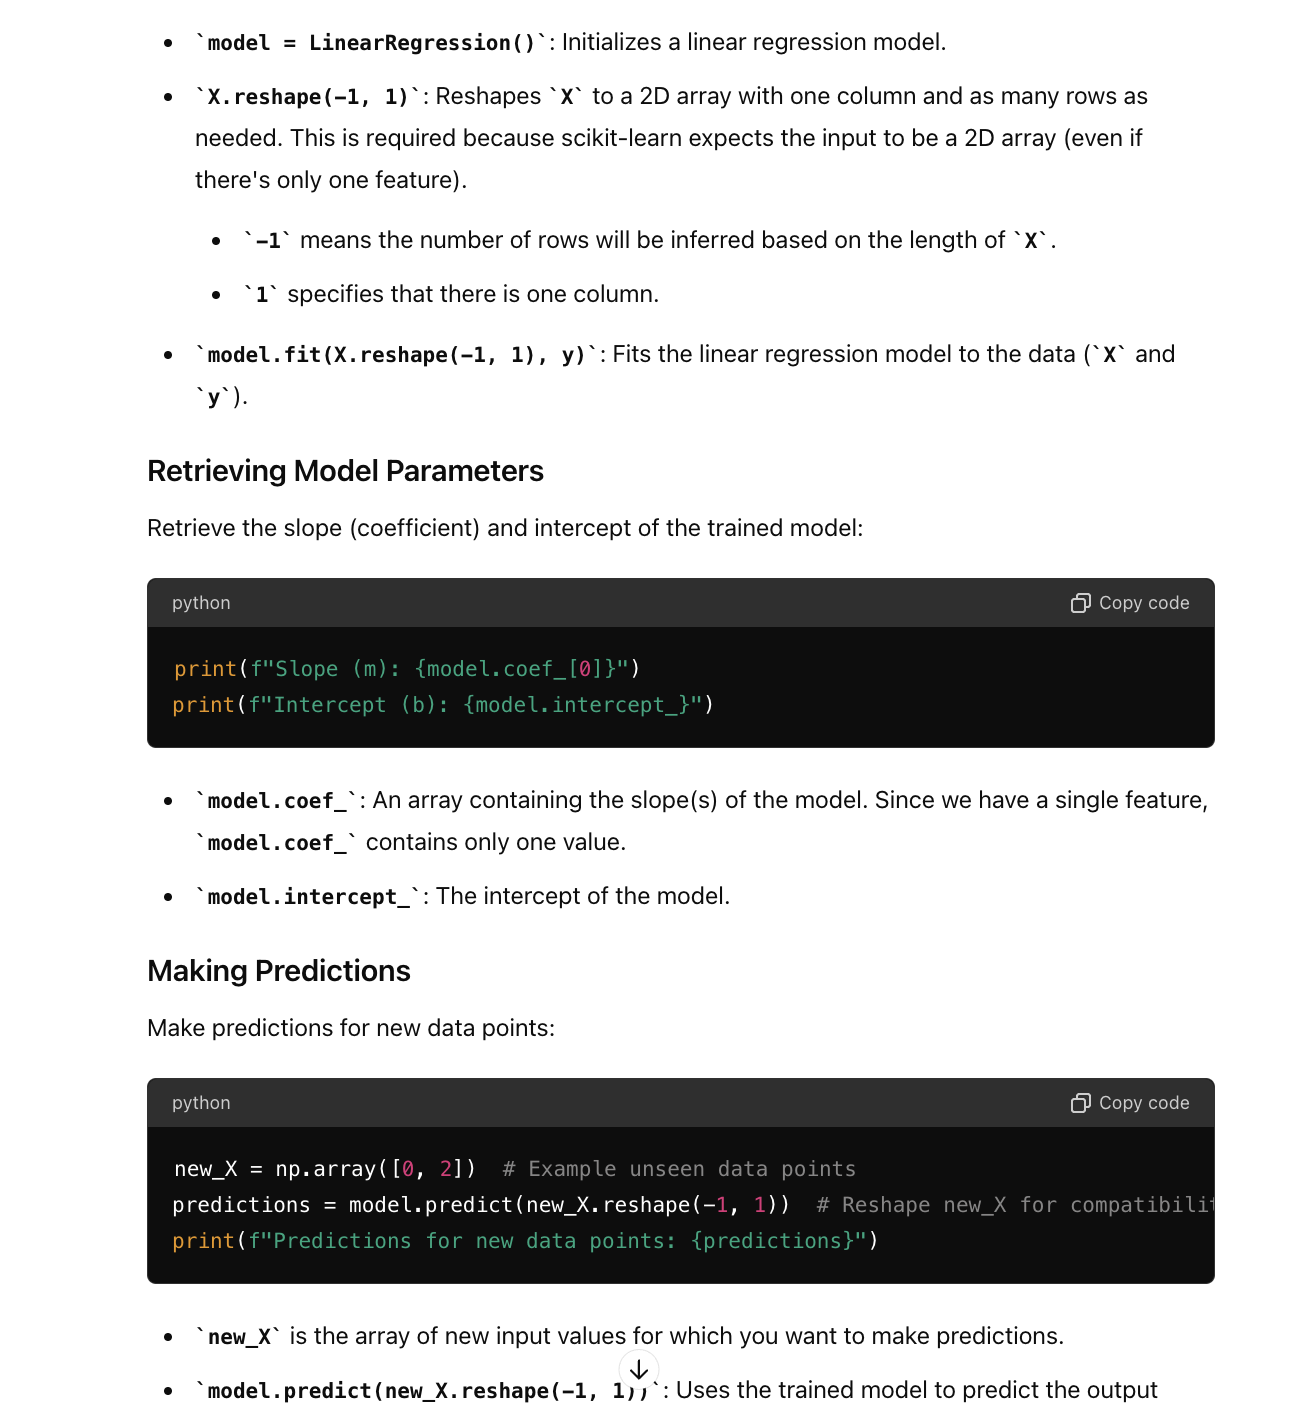 `model = LinearRegression()`: Initializes a linear regression model.
`X.reshape(-1, 1)`: Reshapes `X` to a 2D array with one column and as many rows as
needed. This is required because scikit-learn expects the input to be a 2D array (even if
there's only one feature).
`-1` means the number of rows will be inferred based on the length of `X`.
`1` specifies that there is one column.
`model.fit(X.reshape(-1, 1), y)`: Fits the linear regression model to the data (`X` and
`y`).
Retrieving Model Parameters
Retrieve the slope (coefficient) and intercept of the trained model:
python Copy code
print(f"Slope (m): {model.coef_[0]}")
print(f"Intercept (b): {model.intercept_}")
`model.coef_`: An array containing the slope(s) of the model. Since we have a single feature,
`model.coef_` contains only one value.
`model.intercept_`: The intercept of the model.
Making Predictions
Make predictions for new data points:
python Copy code
new_X = np.array([0, 2])  # Example unseen data points
predictions = model.predict(new_X.reshape(-1, 1))  # Reshape new_X for compatibilit
print(f"Predictions for new data points: {predictions}")
`new_X` is the array of new input values for which you want to make predictions.
`model.predict(new_X.reshape(-1, 1))`: Uses the trained model to predict the output